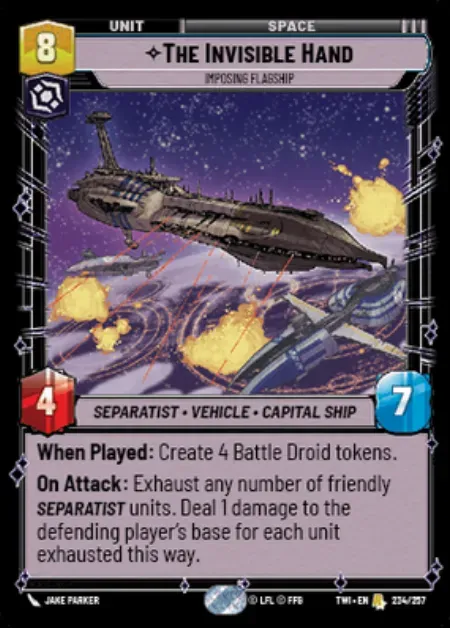 UNIT SPACE
8
✧THE INVISIBLE HAND
IMPOSING FLAGSHIP
4
7
SEPARATIST • VEHICLE • CAPITAL SHIP
When Played: Create 4 Battle Droid tokens.
On Attack: Exhaust any number of friendly
SEPARATIST units. Deal 1 damage to the
defending player's base for each unit
exhausted this way.
JAKE PARKER Ⓡ LFL Ⓟ FFG TWI • EN R 234/257